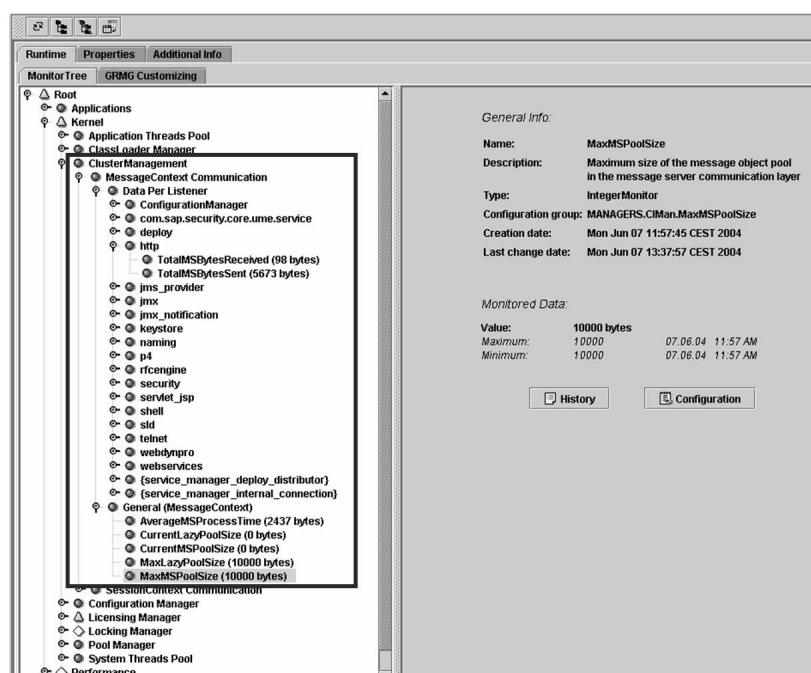 Runtime Properties Additional Info
MonitorTree GRMG Customizing
Root
Applications
Kernel
Application Threads Pool
ClassLoader Manager
ClusterManagement
MessageContext Communication
Data Per Listener
ConfigurationManager
com.sap.security.core.ume.service
deploy
http
TotalMSBytesReceived (98 bytes)
TotalMSBytesSent (5673 bytes)
jms_provider
jmx
jmx_notification
keystore
naming
p4
rfcengine
security
servlet_jsp
shell
sld
telnet
webdynpro
webservices
{service_manager_deploy_distributor}
{service_manager_internal_connection}
General (MessageContext)
AverageMSProcessTime (2437 bytes)
CurrentLazyPoolSize (0 bytes)
CurrentMSPoolSize (0 bytes)
MaxLazyPoolSize (10000 bytes)
MaxMSPoolSize (10000 bytes)
SessionContext Communication
Configuration Manager
Licensing Manager
Locking Manager
Pool Manager
System Threads Pool
Performance
General Info:
Name: MaxMSPoolSize
Description: Maximum size of the message object pool
in the message server communication layer
Type: IntegerMonitor
Configuration group: MANAGERS.ClMan.MaxMSPoolSize
Creation date: Mon Jun 07 11:57:45 CEST 2004
Last change date: Mon Jun 07 13:37:57 CEST 2004
Monitored Data:
Value: 10000 bytes
Maximum: 10000 07.06.04 11:57 AM
Minimum: 10000 07.06.04 11:57 AM
History Configuration